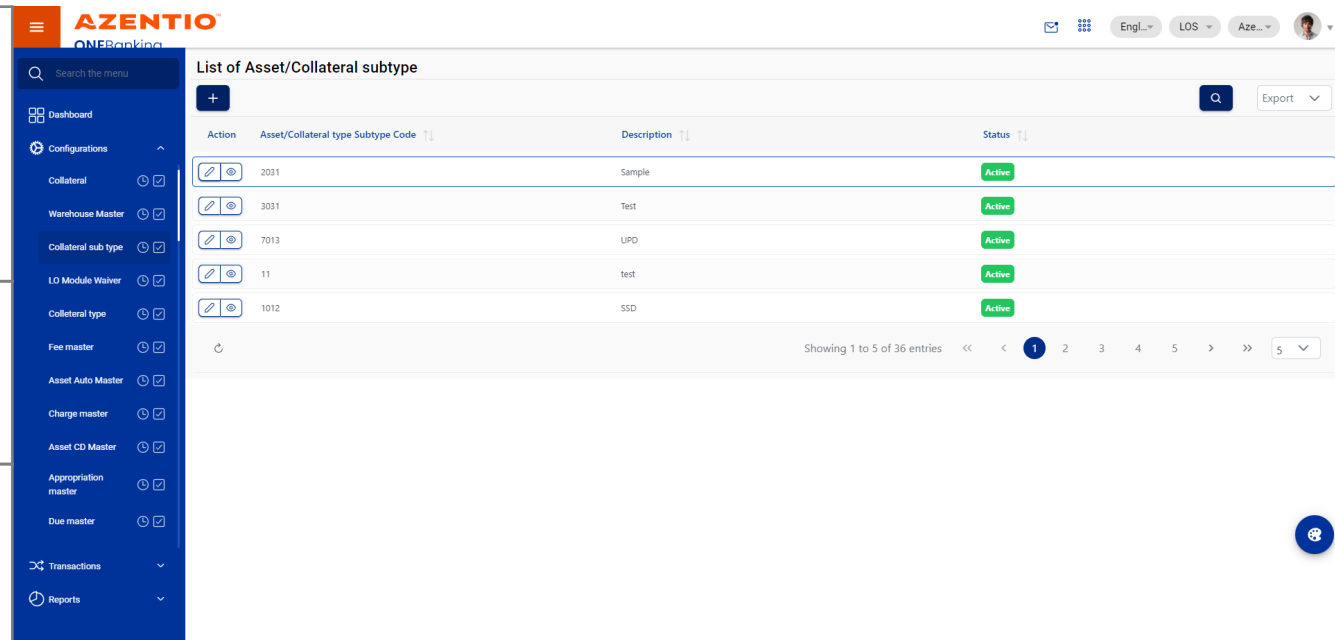 AZENTIO™
ONEBanking
Engl...
LOS
Aze...
Search the menu
Dashboard
Configurations
Collateral
Warehouse Master
Collateral sub type
LO Module Waiver
Colleteral type
Fee master
Asset Auto Master
Charge master
Asset CD Master
Appropriation
master
Due master
Transactions
Reports
List of Asset/Collateral subtype
+
Export
Action Asset/Collateral type Subtype Code Description Status
2031 Sample Active
3031 Test Active
7013 UPD Active
11 test Active
1012 SSD Active
Showing 1 to 5 of 36 entries << < 1 2 3 4 5 > >> 5